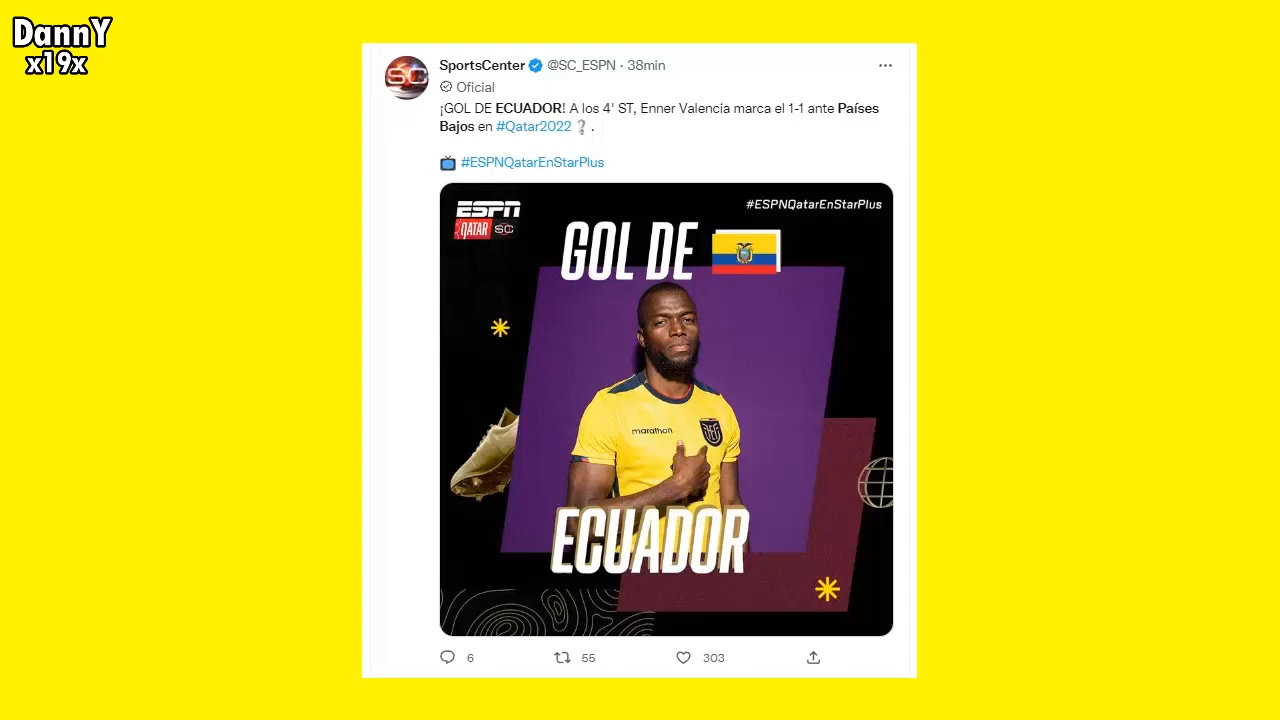 DannY
x19x
SportsCenter @SC_ESPN · 38min
Oficial
¡GOL DE ECUADOR! A los 4' ST, Enner Valencia marca el 1-1 ante Países
Bajos en #Qatar2022 ❔.
#ESPNQatarEnStarPlus
ESPN
QATAR SC
#ESPNQatarEnStarPlus
GOL DE
marathon
ECUADOR
6 55 303